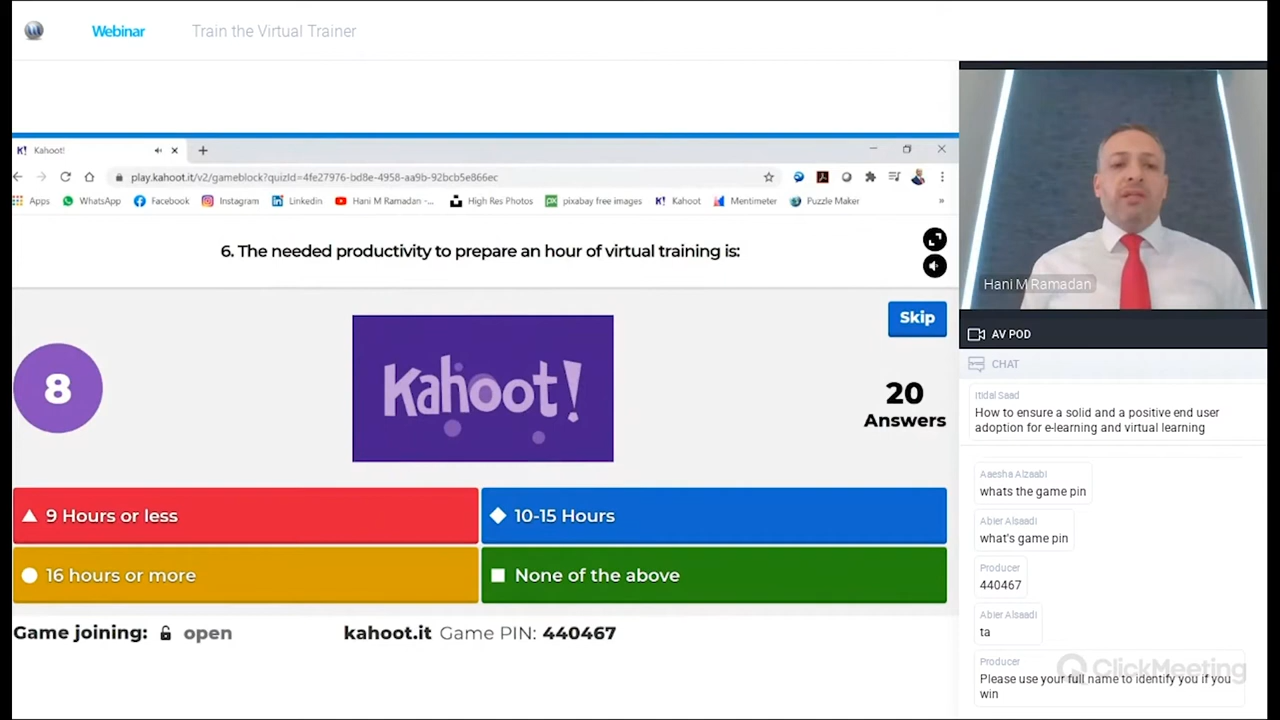 Webinar
Train the Virtual Trainer
K! Kahoot!
play.kahoot.it/v2/gameblock?quizId=4fe27976-bd8e-4958-aa9b-92bcb5e866ec
Apps WhatsApp Facebook Instagram Linkedin Hani M Ramadan -... High Res Photos pixabay free images K! Kahoot Mentimeter Puzzle Maker »
6. The needed productivity to prepare an hour of virtual training is:
Skip
8
Kahoot!
20
Answers
9 Hours or less
10-15 Hours
16 hours or more
None of the above
Game joining: open
kahoot.it Game PIN: 440467
Hani M Ramadan
AV POD
CHAT
Itidal Saad
How to ensure a solid and a positive end user
adoption for e-learning and virtual learning
Aaesha Alzaabi
whats the game pin
Abier Alsaadi
what's game pin
Producer
440467
Abier Alsaadi
ta
Producer
Please use your full name to identify you if you
win
ClickMeeting